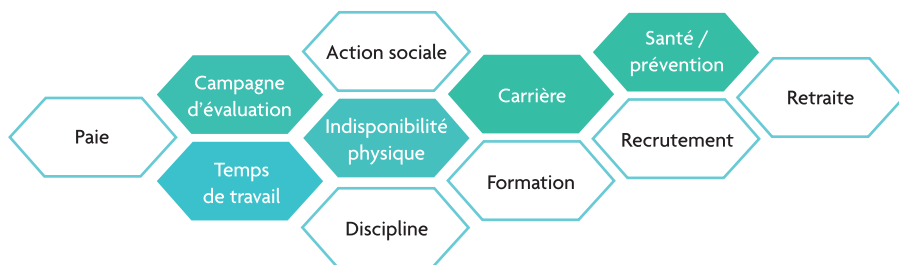 Paie
Campagne
d'évaluation
Temps
de travail
Action sociale
Indisponibilité
physique
Discipline
Carrière
Formation
Santé /
prévention
Recrutement
Retraite